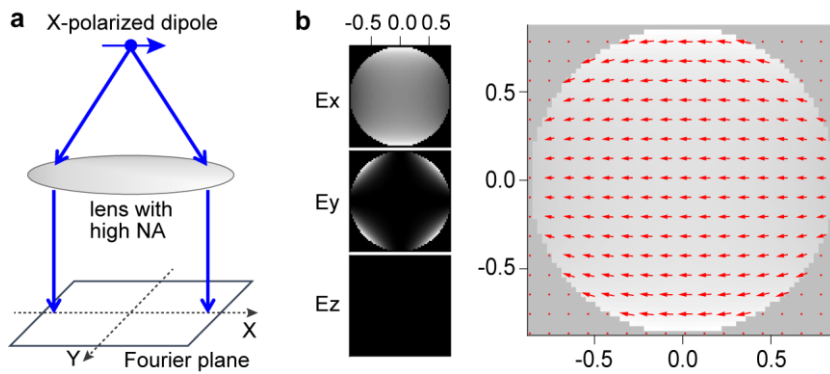 a
X-polarized dipole
lens with
high NA
X
Y
Fourier plane
b
-0.5 0.0 0.5
Ex
Ey
Ez
0.5
0.0
-0.5
-0.5 0.0 0.5